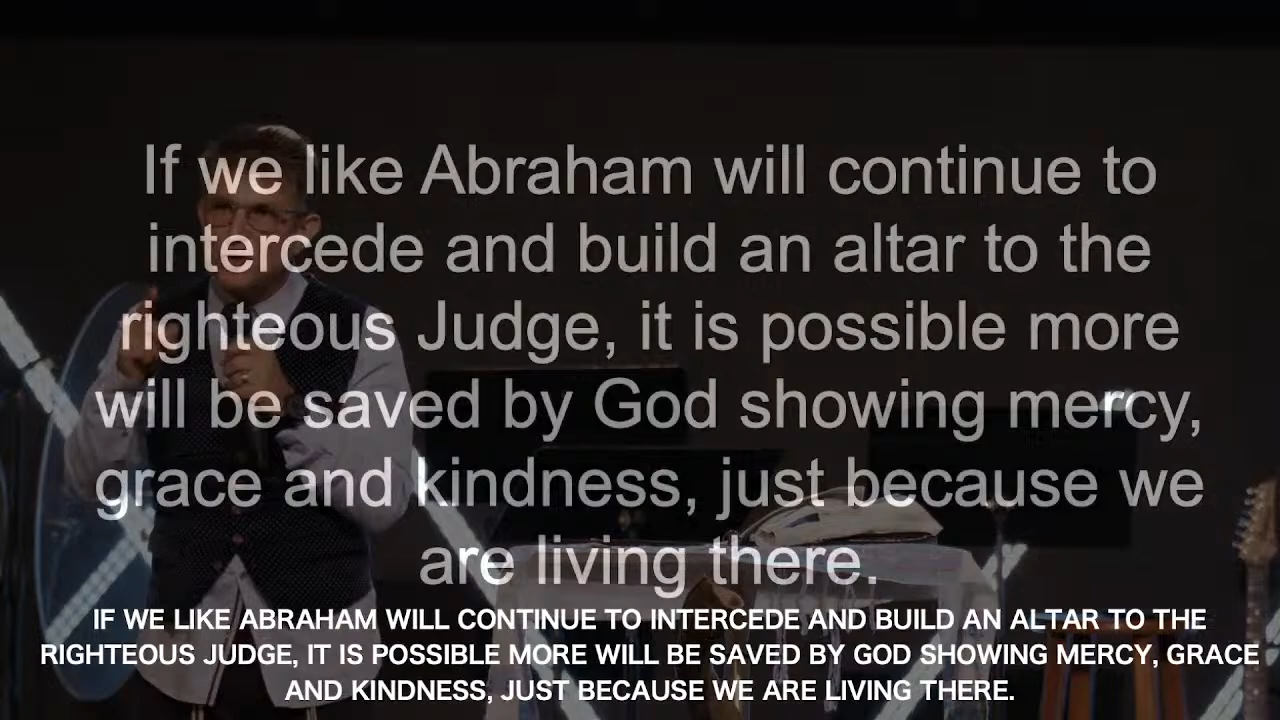 If we like Abraham will continue to
intercede and build an altar to the
righteous Judge, it is possible more
will be saved by God showing mercy,
grace and kindness, just because we
are living there.
IF WE LIKE ABRAHAM WILL CONTINUE TO INTERCEDE AND BUILD AN ALTAR TO THE
RIGHTEOUS JUDGE, IT IS POSSIBLE MORE WILL BE SAVED BY GOD SHOWING MERCY, GRACE
AND KINDNESS, JUST BECAUSE WE ARE LIVING THERE.